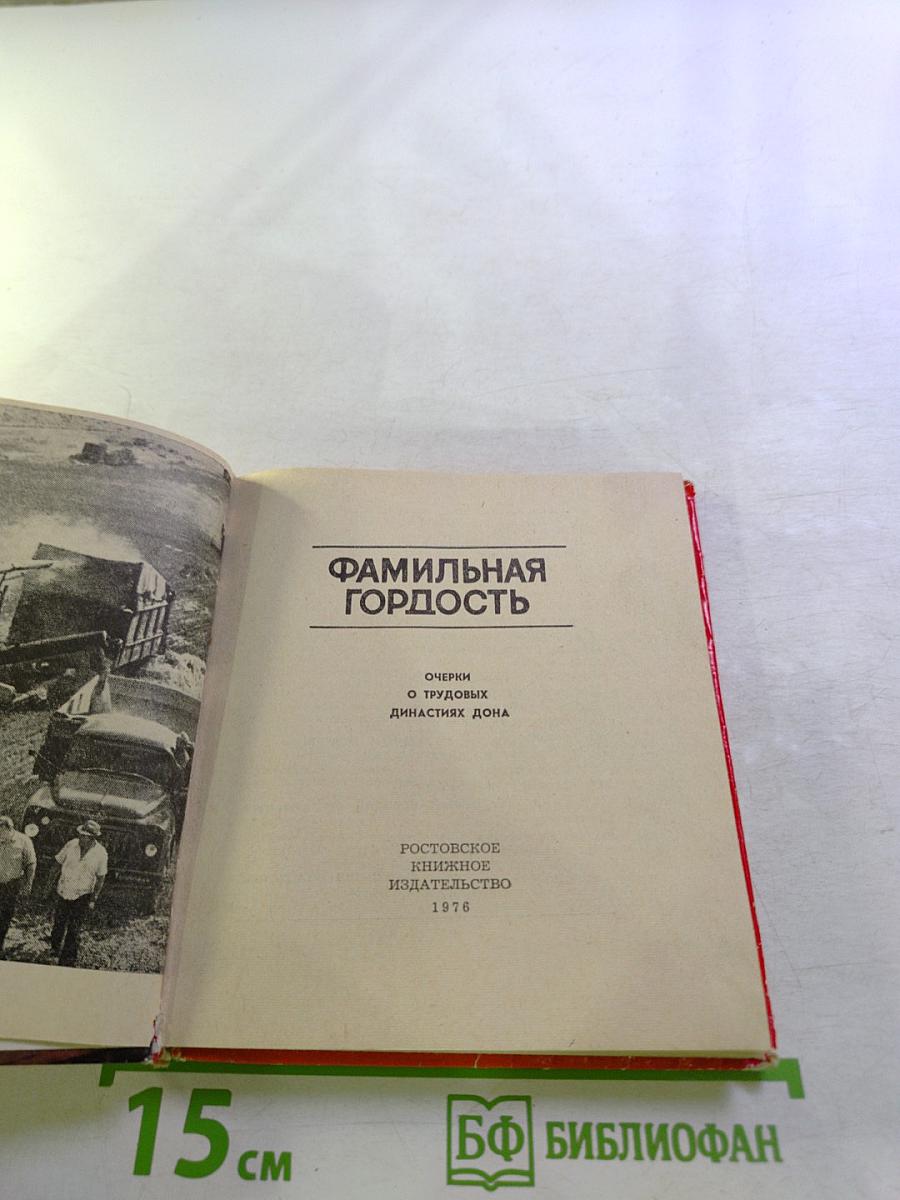 ФАМИЛЬНАЯ
ГОРДОСТЬ
ОЧЕРКИ
О ТРУДОВЫХ
ДИНАСТИЯХ ДОНА
РОСТОВСКОЕ
КНИЖНОЕ
ИЗДАТЕЛЬСТВО
1976
15 см
БФ БИБЛИОФАН